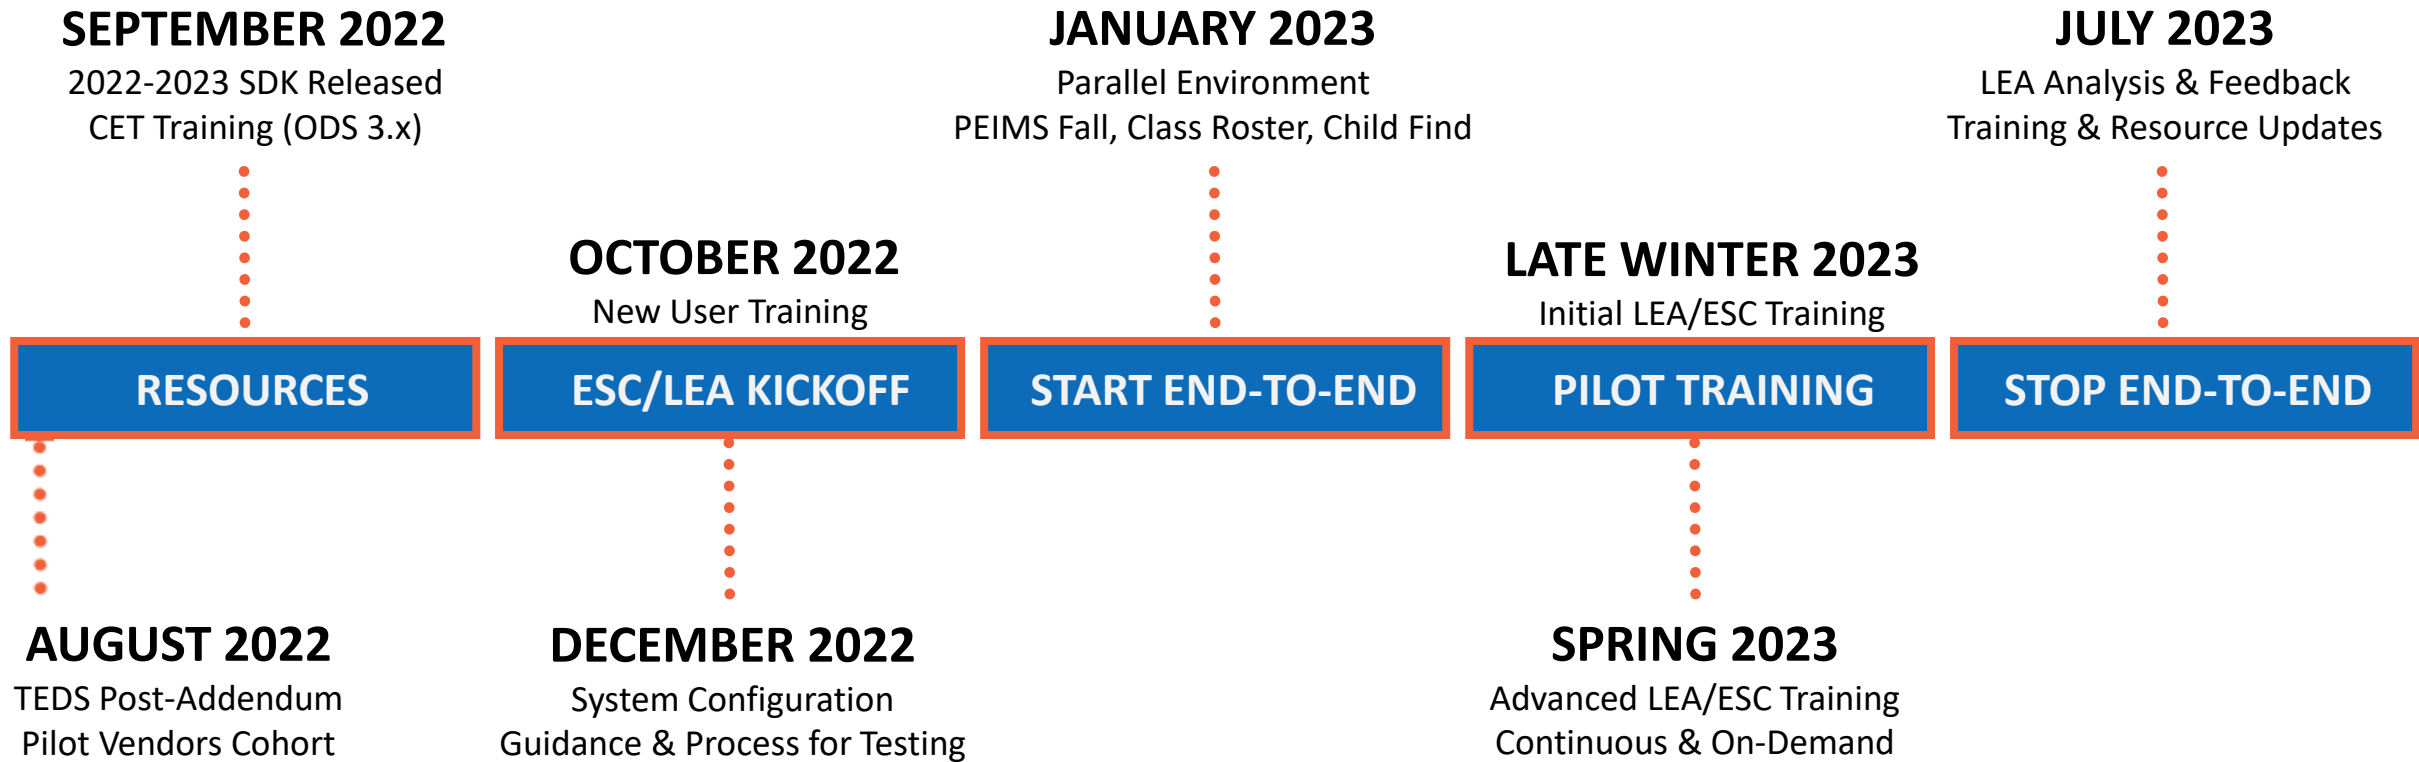 SEPTEMBER 2022
2022-2023 SDK Released
CET Training (ODS 3.x)
JANUARY 2023
Parallel Environment
PEIMS Fall, Class Roster, Child Find
JULY 2023
LEA Analysis & Feedback
Training & Resource Updates
OCTOBER 2022
New User Training
LATE WINTER 2023
Initial LEA/ESC Training
RESOURCES
ESC/LEA KICKOFF
START END-TO-END
PILOT TRAINING
STOP END-TO-END
AUGUST 2022
TEDS Post-Addendum
Pilot Vendors Cohort
DECEMBER 2022
System Configuration
Guidance & Process for Testing
SPRING 2023
Advanced LEA/ESC Training
Continuous & On-Demand